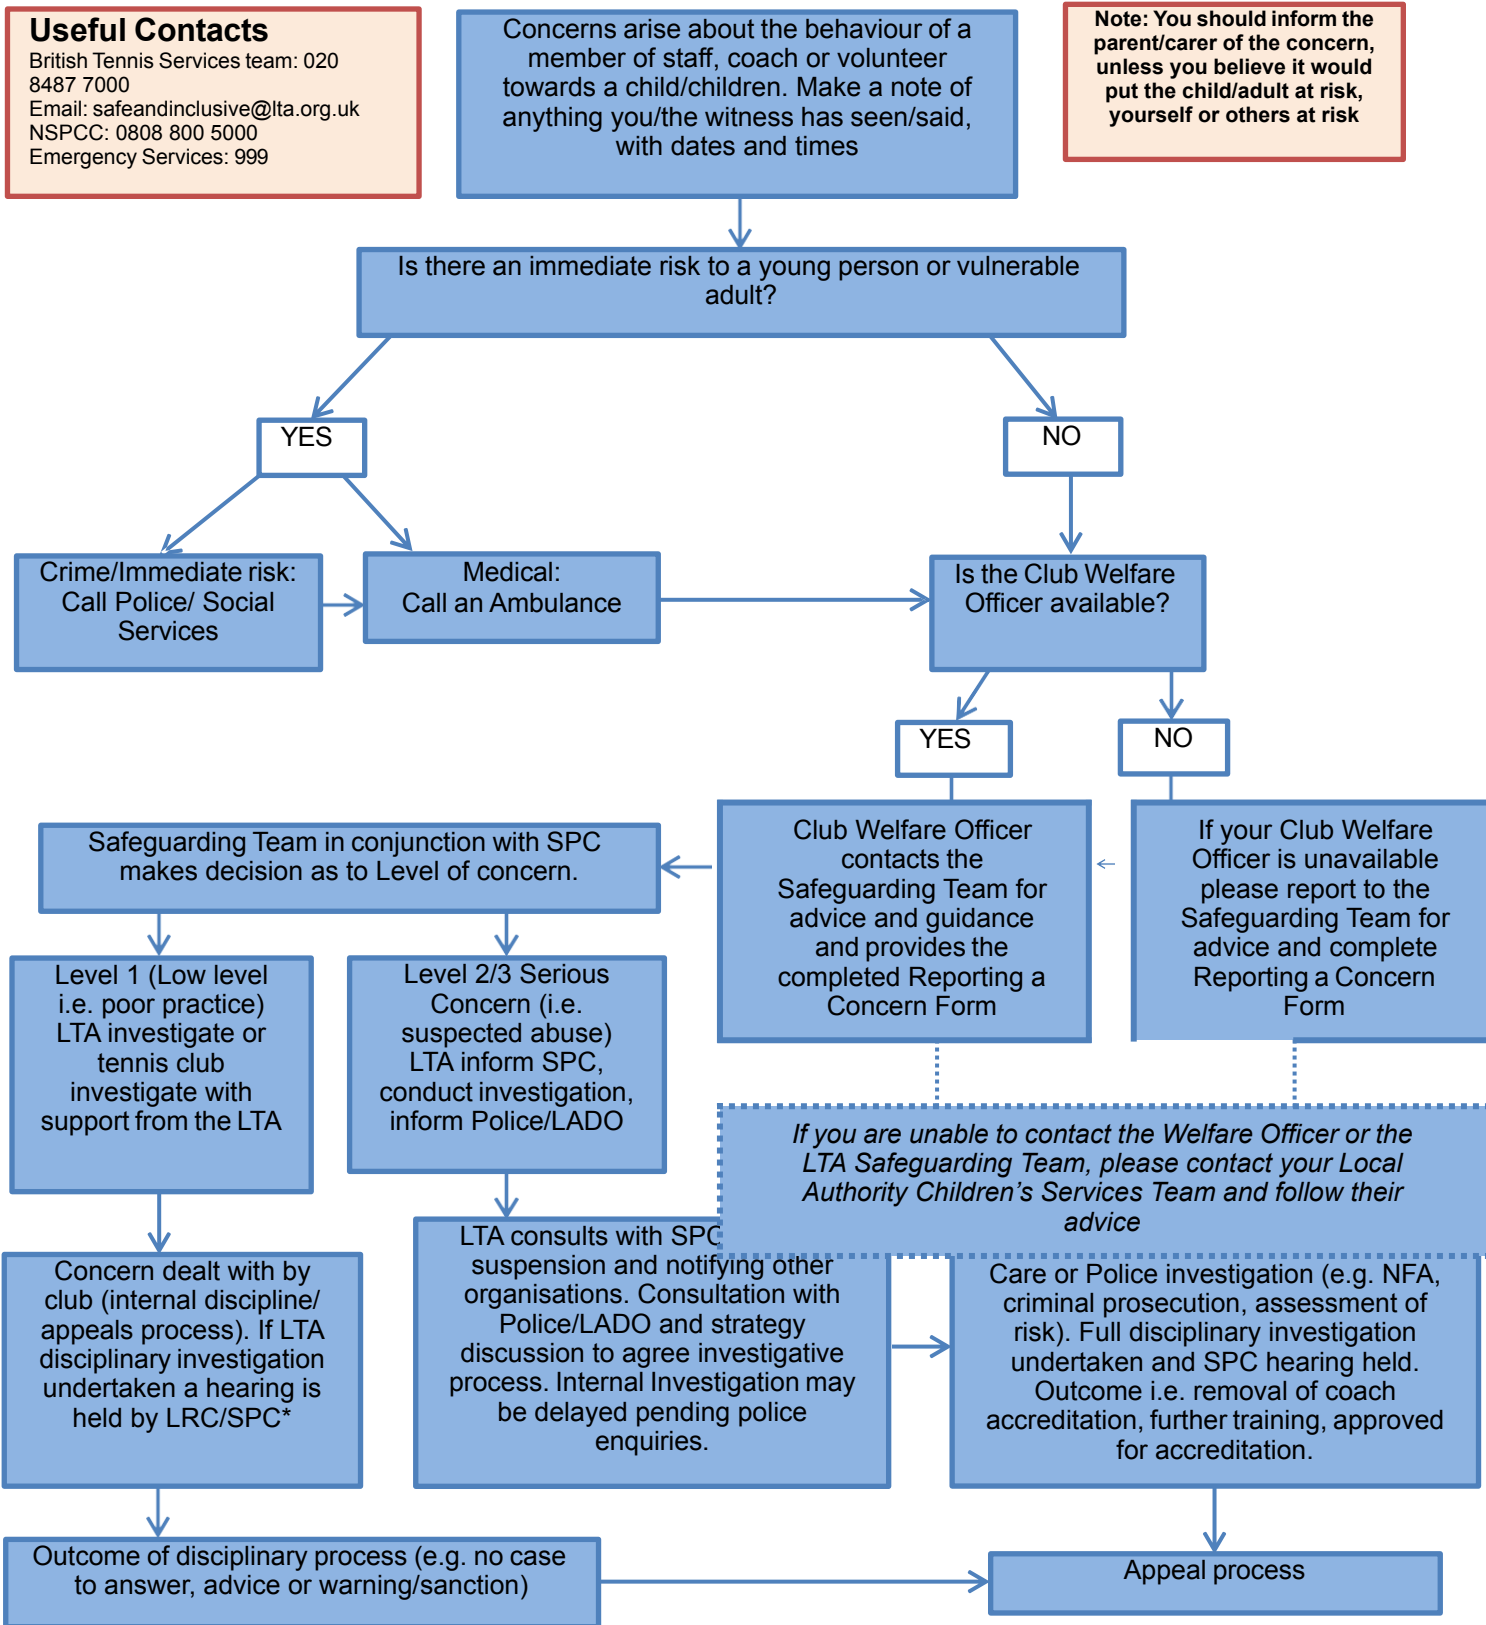 Useful Contacts
British Tennis Services team: 020
8487 7000
Email: safeandinclusive@lta.org.uk
NSPCC: 0808 800 5000
Emergency Services: 999
Concerns arise about the behaviour of a
member of staff, coach or volunteer
towards a child/children. Make a note of
anything you/the witness has seen/said,
with dates and times
Note: You should inform the
parent/carer of the concern,
unless you believe it would
put the child/adult at risk,
yourself or others at risk
Is there an immediate risk to a young person or vulnerable
adult?
YES
NO
Crime/Immediate risk:
Call Police/ Social
Services
Medical:
Call an Ambulance
Is the Club Welfare
Officer available?
YES
NO
Safeguarding Team in conjunction with SPC
makes decision as to Level of concern.
Club Welfare Officer
contacts the
Safeguarding Team for
advice and guidance
and provides the
completed Reporting a
Concern Form
If your Club Welfare
Officer is unavailable
please report to the
Safeguarding Team for
advice and complete
Reporting a Concern
Form
Level 1 (Low level
i.e. poor practice)
LTA investigate or
tennis club
investigate with
support from the LTA
Level 2/3 Serious
Concern (i.e.
suspected abuse)
LTA inform SPC,
conduct investigation,
inform Police/LADO
If you are unable to contact the Welfare Officer or the
LTA Safeguarding Team, please contact your Local
Authority Children’s Services Team and follow their
advice
Concern dealt with by
club (internal discipline/
appeals process). If LTA
disciplinary investigation
undertaken a hearing is
held by LRC/SPC*
LTA consults with SPC
suspension and notifying other
organisations. Consultation with
Police/LADO and strategy
discussion to agree investigative
process. Internal Investigation may
be delayed pending police
enquiries.
Care or Police investigation (e.g. NFA,
criminal prosecution, assessment of
risk). Full disciplinary investigation
undertaken and SPC hearing held.
Outcome i.e. removal of coach
accreditation, further training, approved
for accreditation.
Outcome of disciplinary process (e.g. no case
to answer, advice or warning/sanction)
Appeal process